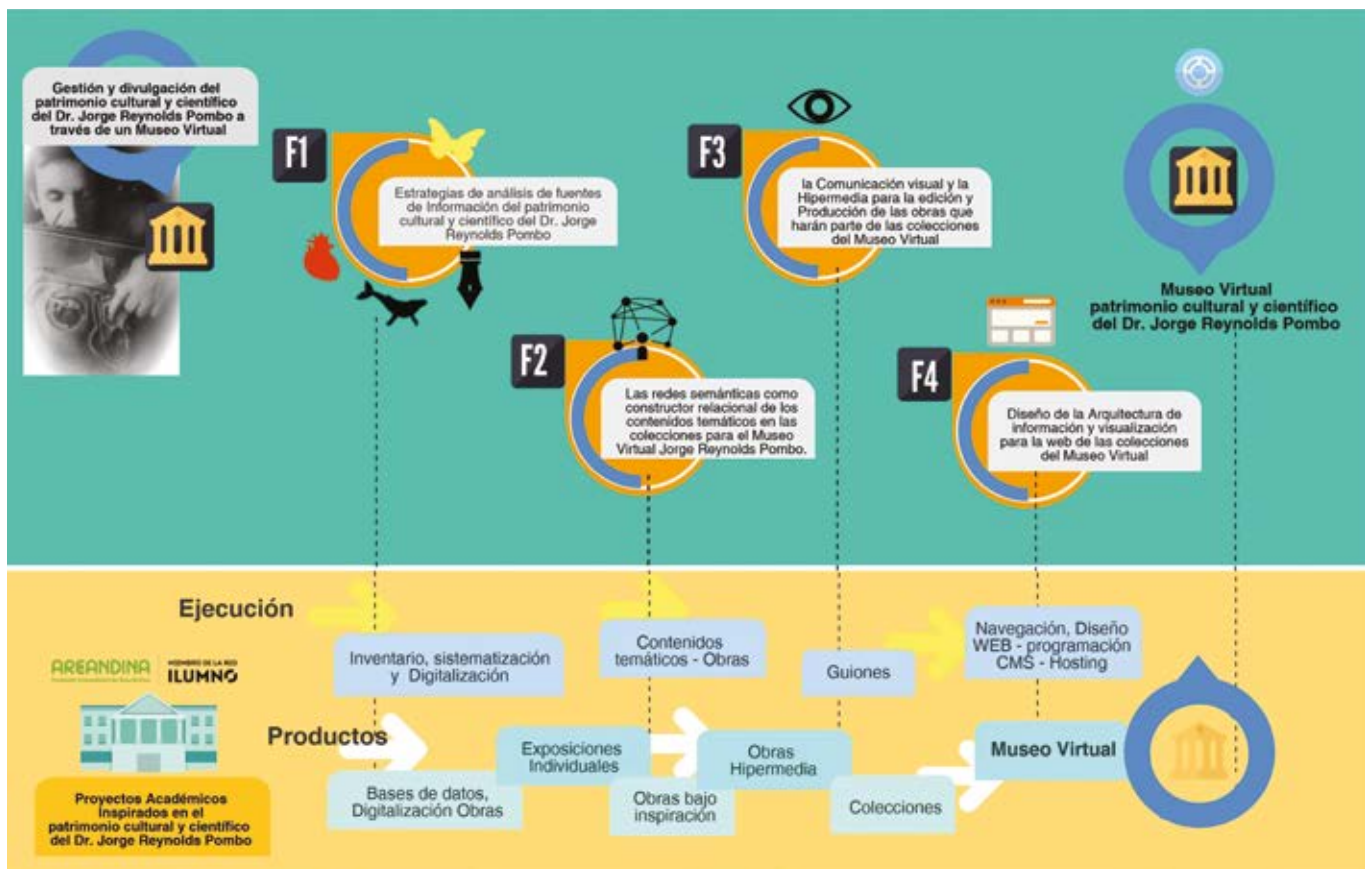 Gestión y divulgación del
patrimonio cultural y científico
del Dr. Jorge Reynolds Pombo a
través de un Museo Virtual
F1
Estrategias de análisis de fuentes
de Información del patrimonio
cultural y científico del Dr. Jorge
Reynolds Pombo
F2
Las redes semánticas como
constructor relacional de los
contenidos temáticos en las
colecciones para el Museo
Virtual Jorge Reynolds Pombo.
F3
la Comunicación visual y la
Hipermedia para la edición y
Producción de las obras que
harán parte de las colecciones
del Museo Virtual
F4
Diseño de la Arquitectura de
información y visualización
para la web de las colecciones
del Museo Virtual
Museo Virtual
patrimonio cultural y científico
del Dr. Jorge Reynolds Pombo
Ejecución
Inventario, sistematización
y Digitalización
Contenidos
temáticos - Obras
Guiones
Navegación, Diseño
WEB - programación
CMS - Hosting
AREANDINA
MIEMBRO DE LA RED
ILUMNO
Productos
Bases de datos,
Digitalización Obras
Exposiciones
Individuales
Obras bajo
inspiración
Obras
Hipermedia
Colecciones
Museo Virtual
Proyectos Académicos
Inspirados en el
patrimonio cultural y científico
del Dr. Jorge Reynolds Pombo